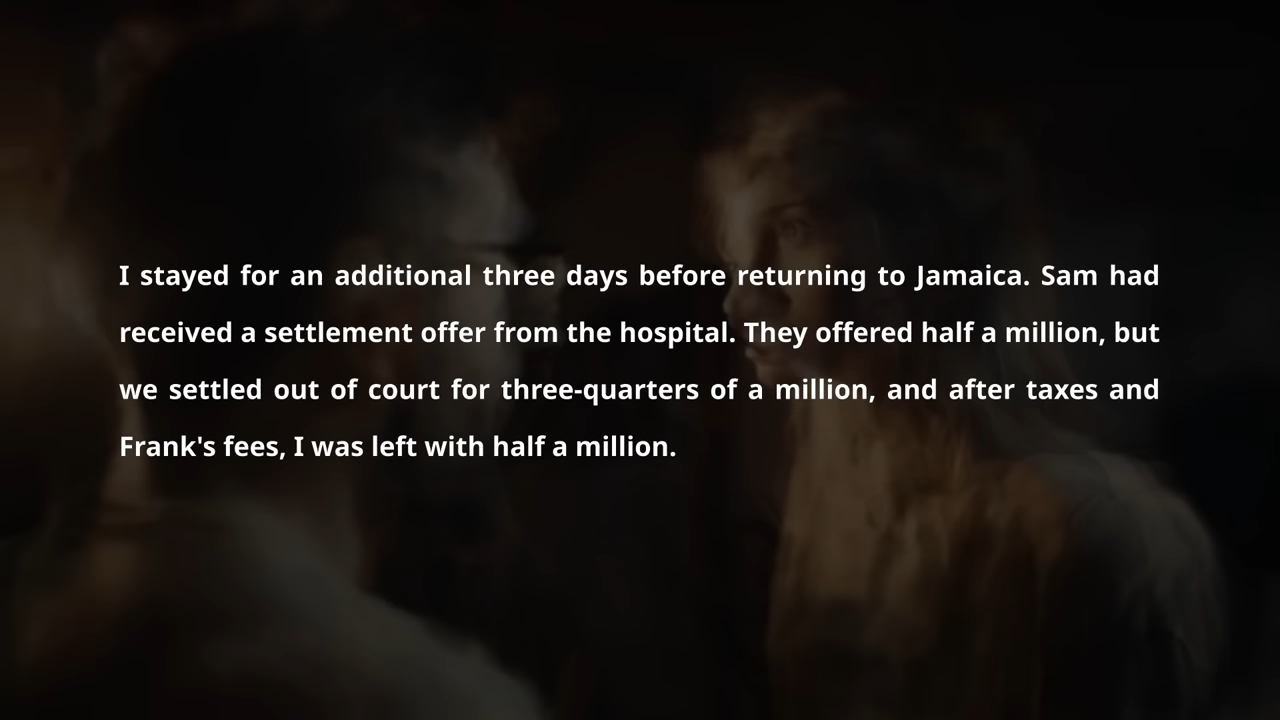 I stayed for an additional three days before returning to Jamaica. Sam had
received a settlement offer from the hospital. They offered half a million, but
we settled out of court for three-quarters of a million, and after taxes and
Frank's fees, I was left with half a million.